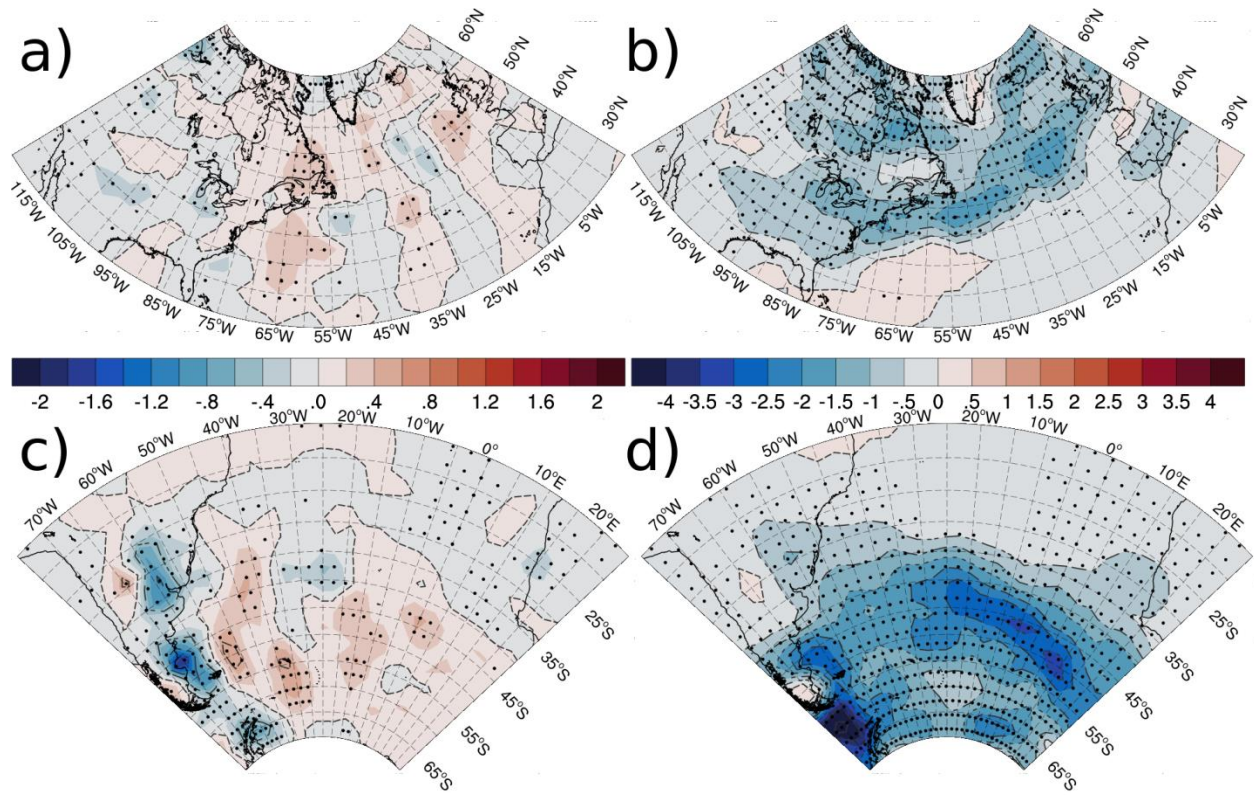 a)
60°N
50°N
40°N
30°N
115°W
105°W
95°W
85°W
75°W
65°W
55°W
45°W
35°W
25°W
15°W
5°W
b)
60°N
50°N
40°N
30°N
115°W
105°W
95°W
85°W
75°W
65°W
55°W
45°W
35°W
25°W
15°W
5°W
-2 -1.6 -1.2 -.8 -.4 .0 .4 .8 1.2 1.6 2
-4 -3.5 -3 -2.5 -2 -1.5 -1 -.5 0 .5 1 1.5 2 2.5 3 3.5 4
c)
70°W
60°W
50°W
40°W
30°W
20°W
10°W
0°
10°E
20°E
25°S
35°S
45°S
55°S
65°S
d)
70°W
60°W
50°W
40°W
30°W
20°W
10°W
0°
10°E
20°E
25°S
35°S
45°S
55°S
65°S